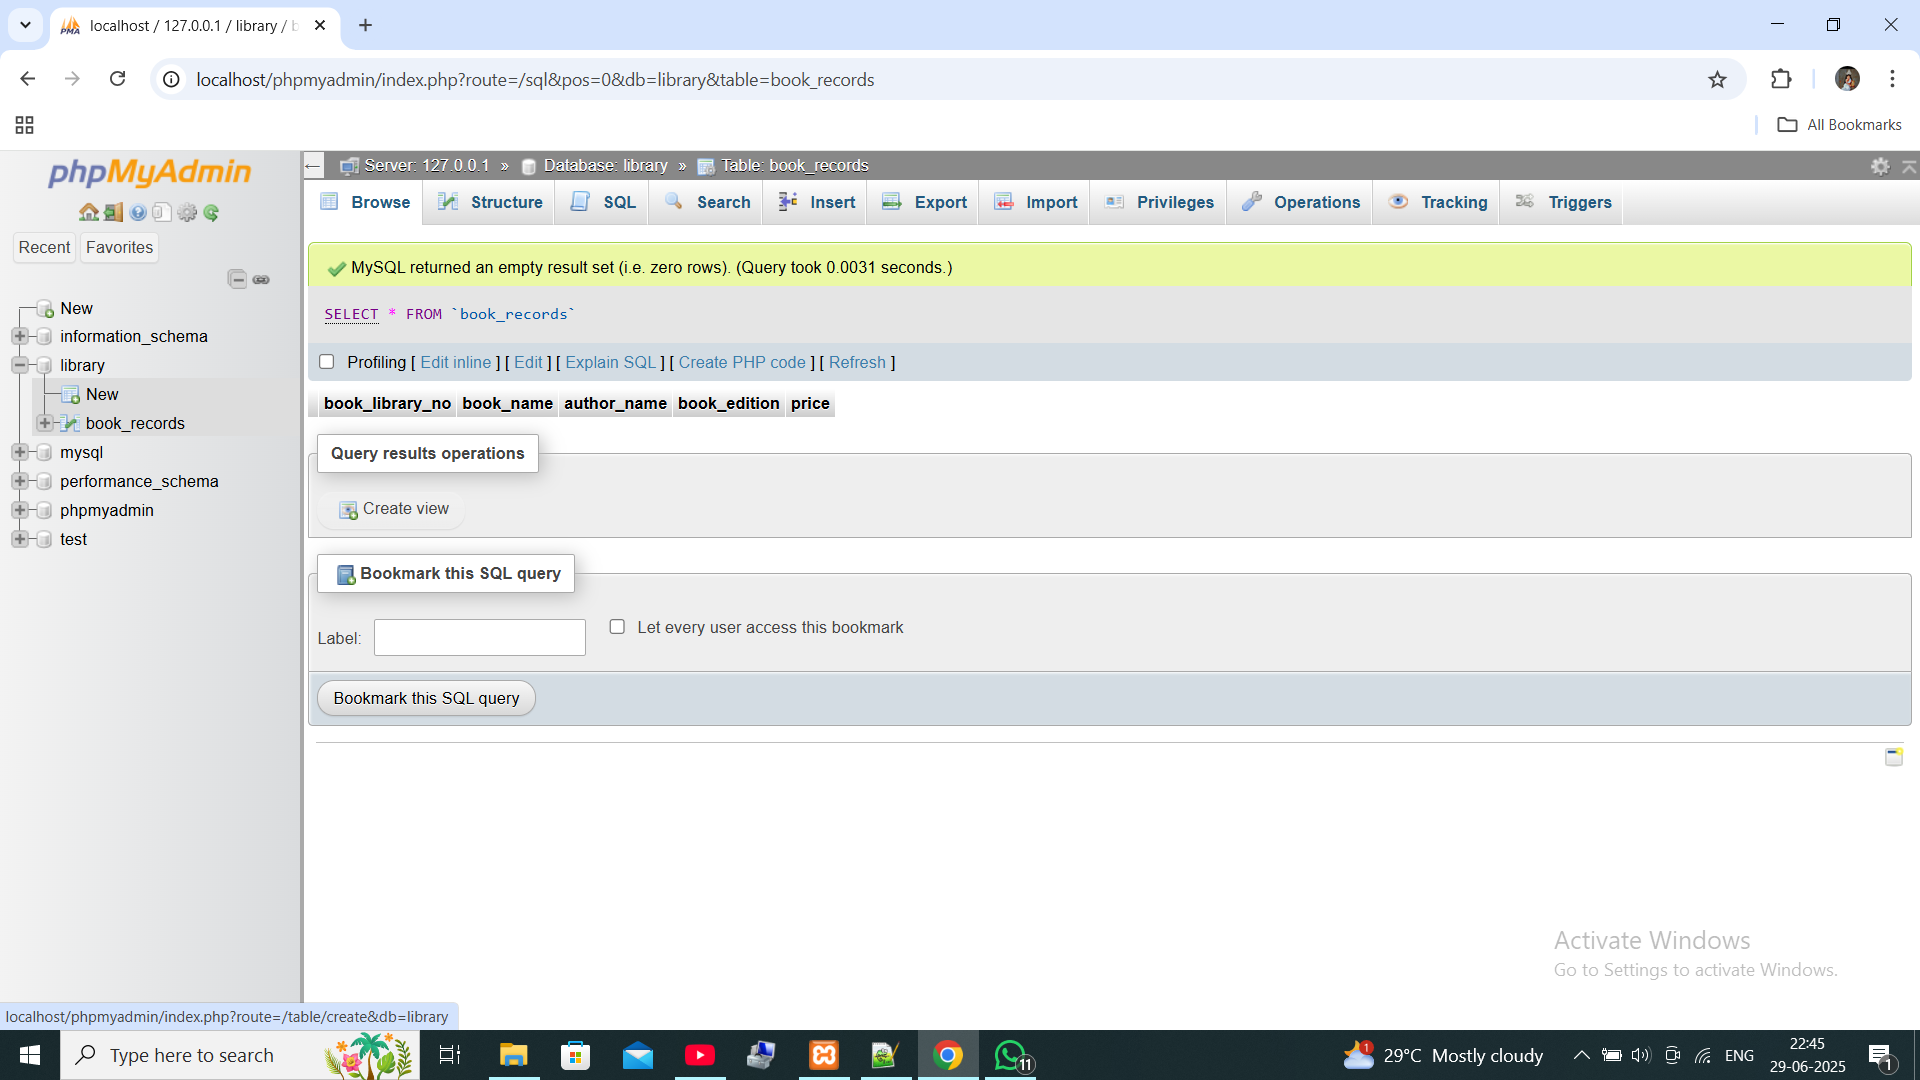 localhost / 127.0.0.1 / library / b
localhost/phpmyadmin/index.php?route=/sql&pos=0&db=library&table=book_records
All Bookmarks
phpMyAdmin
Recent Favorites
New
information_schema
library
New
book_records
mysql
performance_schema
phpmyadmin
test
Server: 127.0.0.1 » Database: library » Table: book_records
Browse Structure SQL Search Insert Export Import Privileges Operations Tracking Triggers
MySQL returned an empty result set (i.e. zero rows). (Query took 0.0031 seconds.)
SELECT * FROM `book_records`
Profiling [ Edit inline ] [ Edit ] [ Explain SQL ] [ Create PHP code ] [ Refresh ]
book_library_no book_name author_name book_edition price
Query results operations
Create view
Bookmark this SQL query
Label: Let every user access this bookmark
Bookmark this SQL query
Activate Windows
Go to Settings to activate Windows.
localhost/phpmyadmin/index.php?route=/table/create&db=library
Type here to search
11
1
29°C Mostly cloudy
ENG
22:45
29-06-2025
1